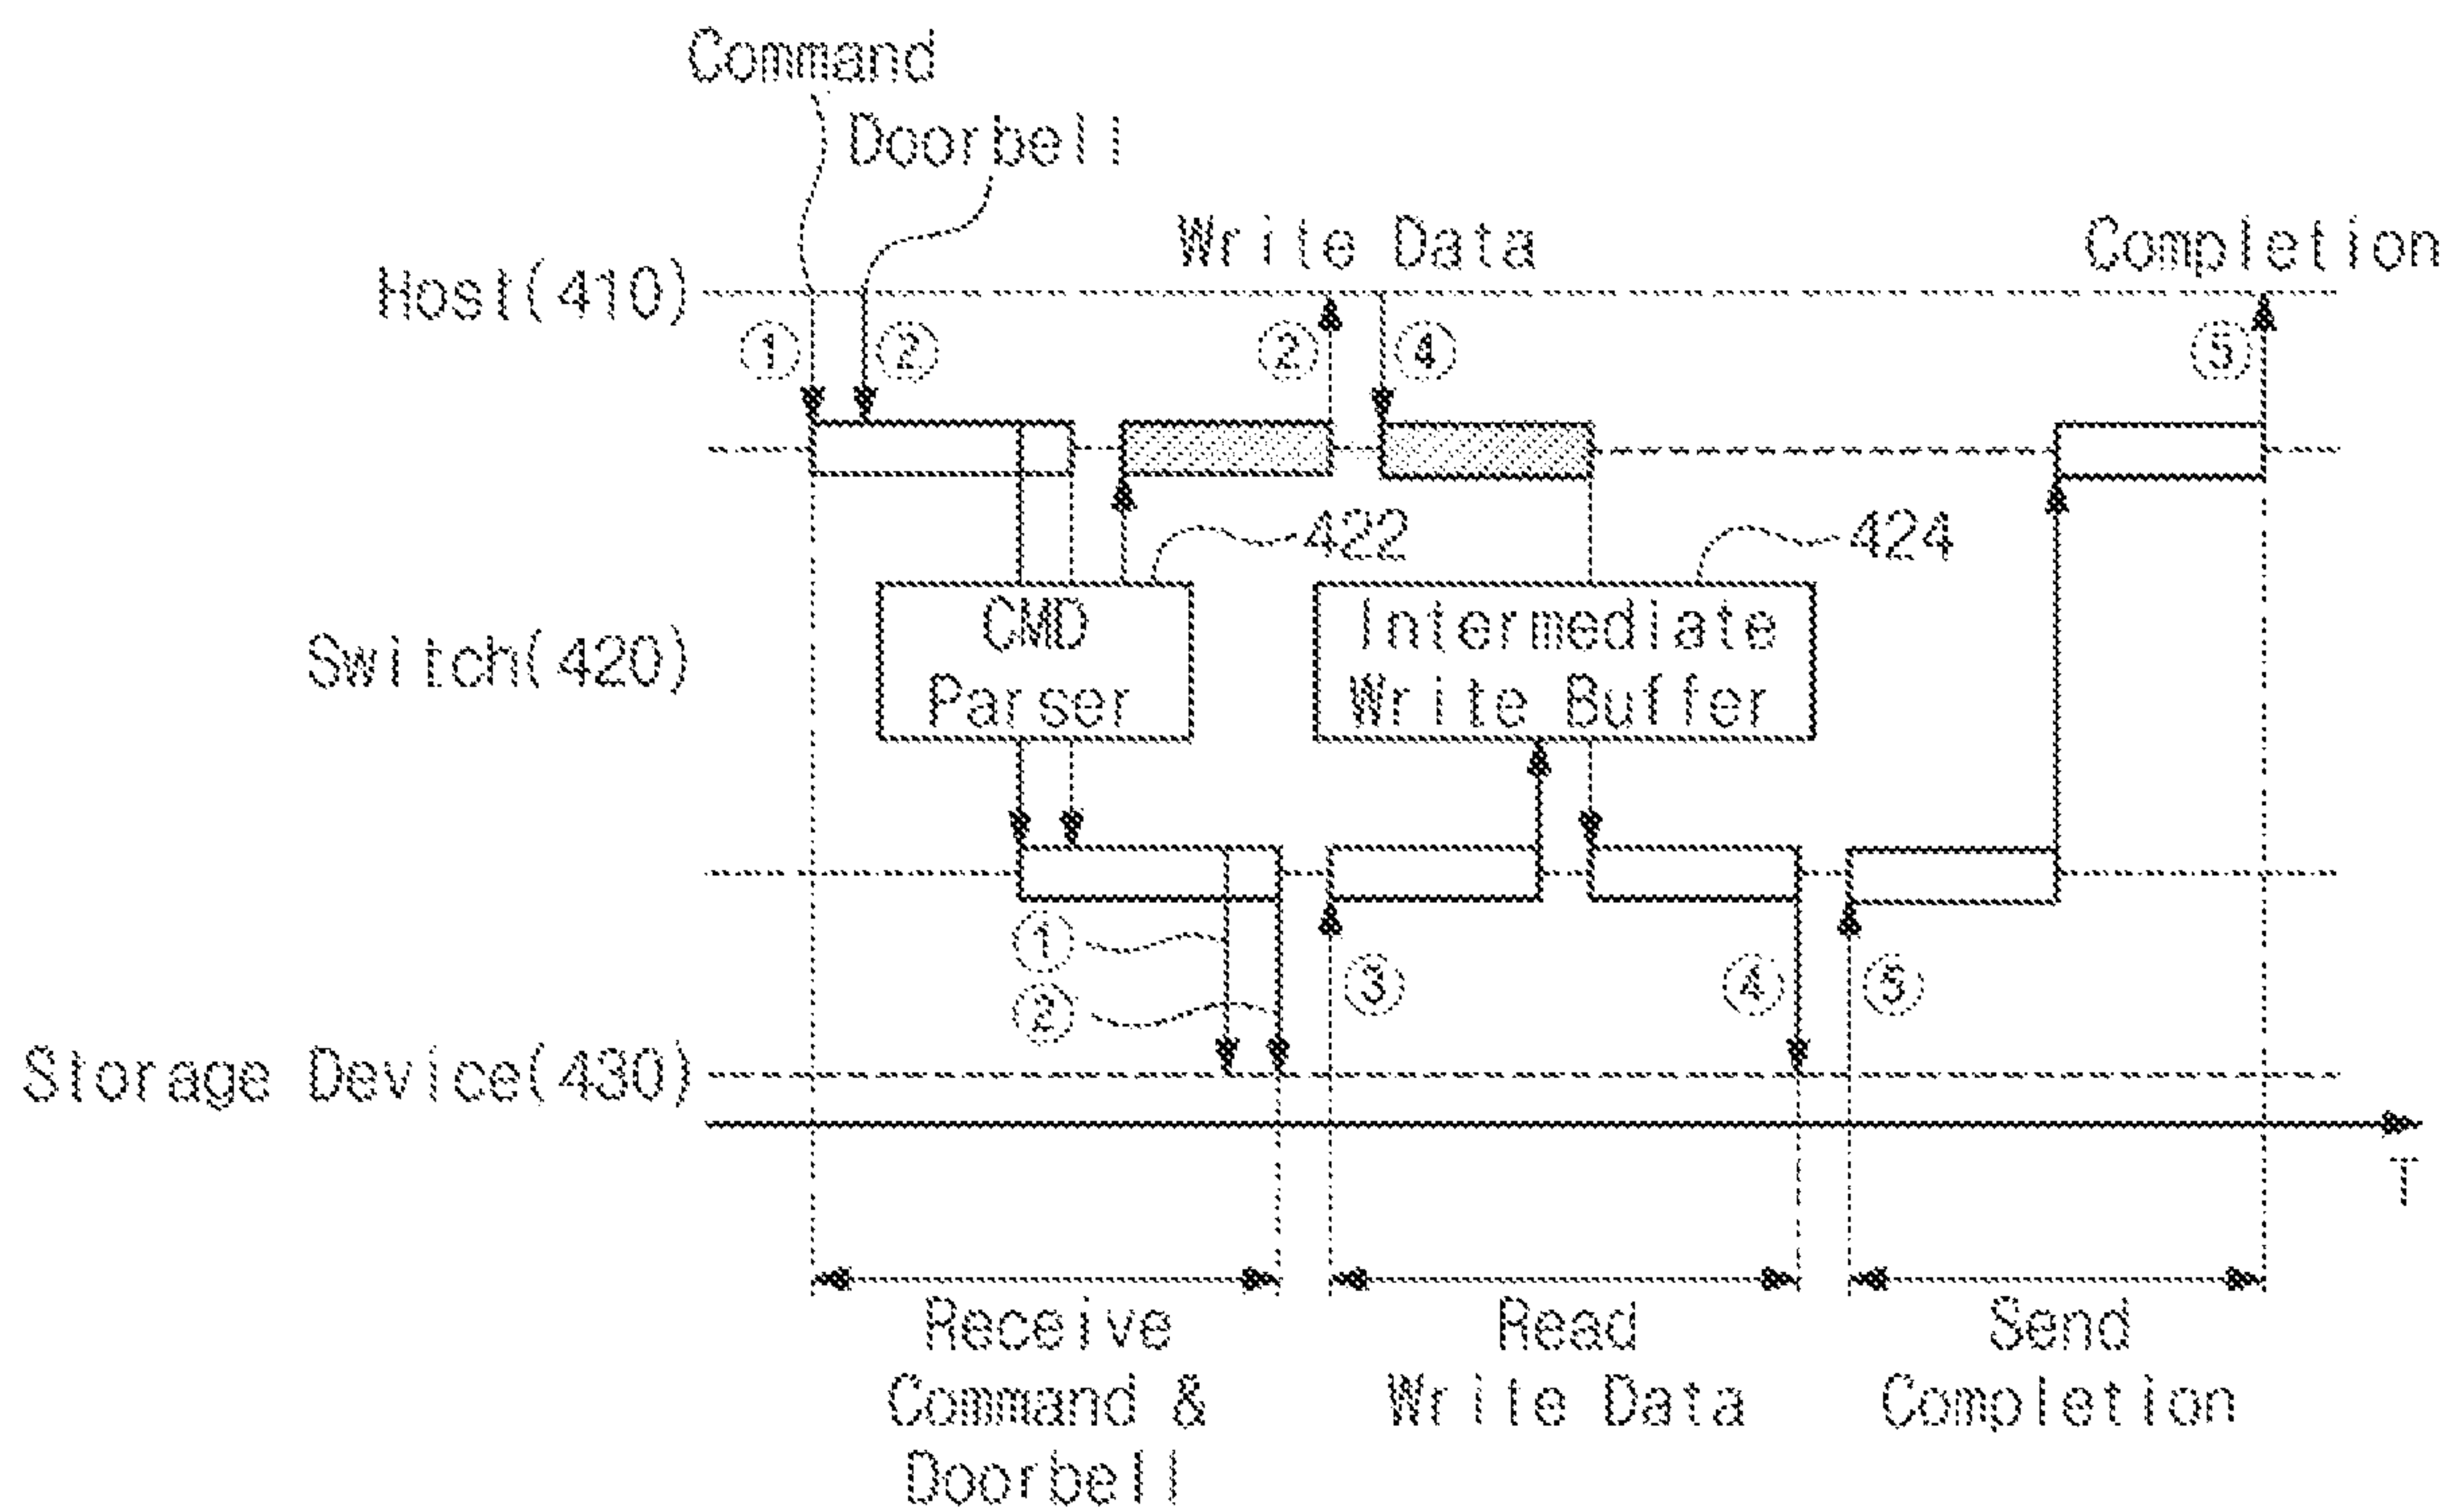 Command
Doorbell
Write Data
Completion
Host(410)
① ② ② ④ ⑤
422
424
CMD
Parser
Intermediate
Write Buffer
Switch(420)
①
②
③ ④ ⑤
Storage Device(430)
T
Receive
Command &
Doorbell
Read
Write Data
Send
Completion